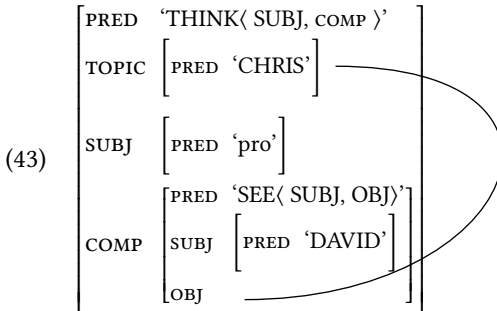 PRED ‘THINK⟨ SUBJ, COMP ⟩’
TOPIC [PRED ‘CHRIS’]
(43) SUBJ [PRED ‘pro’]
PRED ‘SEE⟨ SUBJ, OBJ⟩’
COMP SUBJ [PRED ‘DAVID’]
OBJ